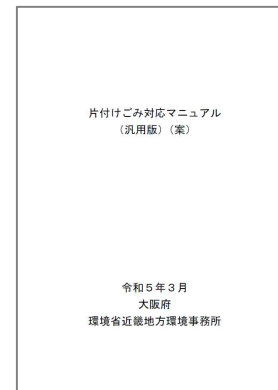 片付けごみ対応マニュアル
（汎用版）（案）
令和５年３月
大阪府
環境省近畿地方環境事務所